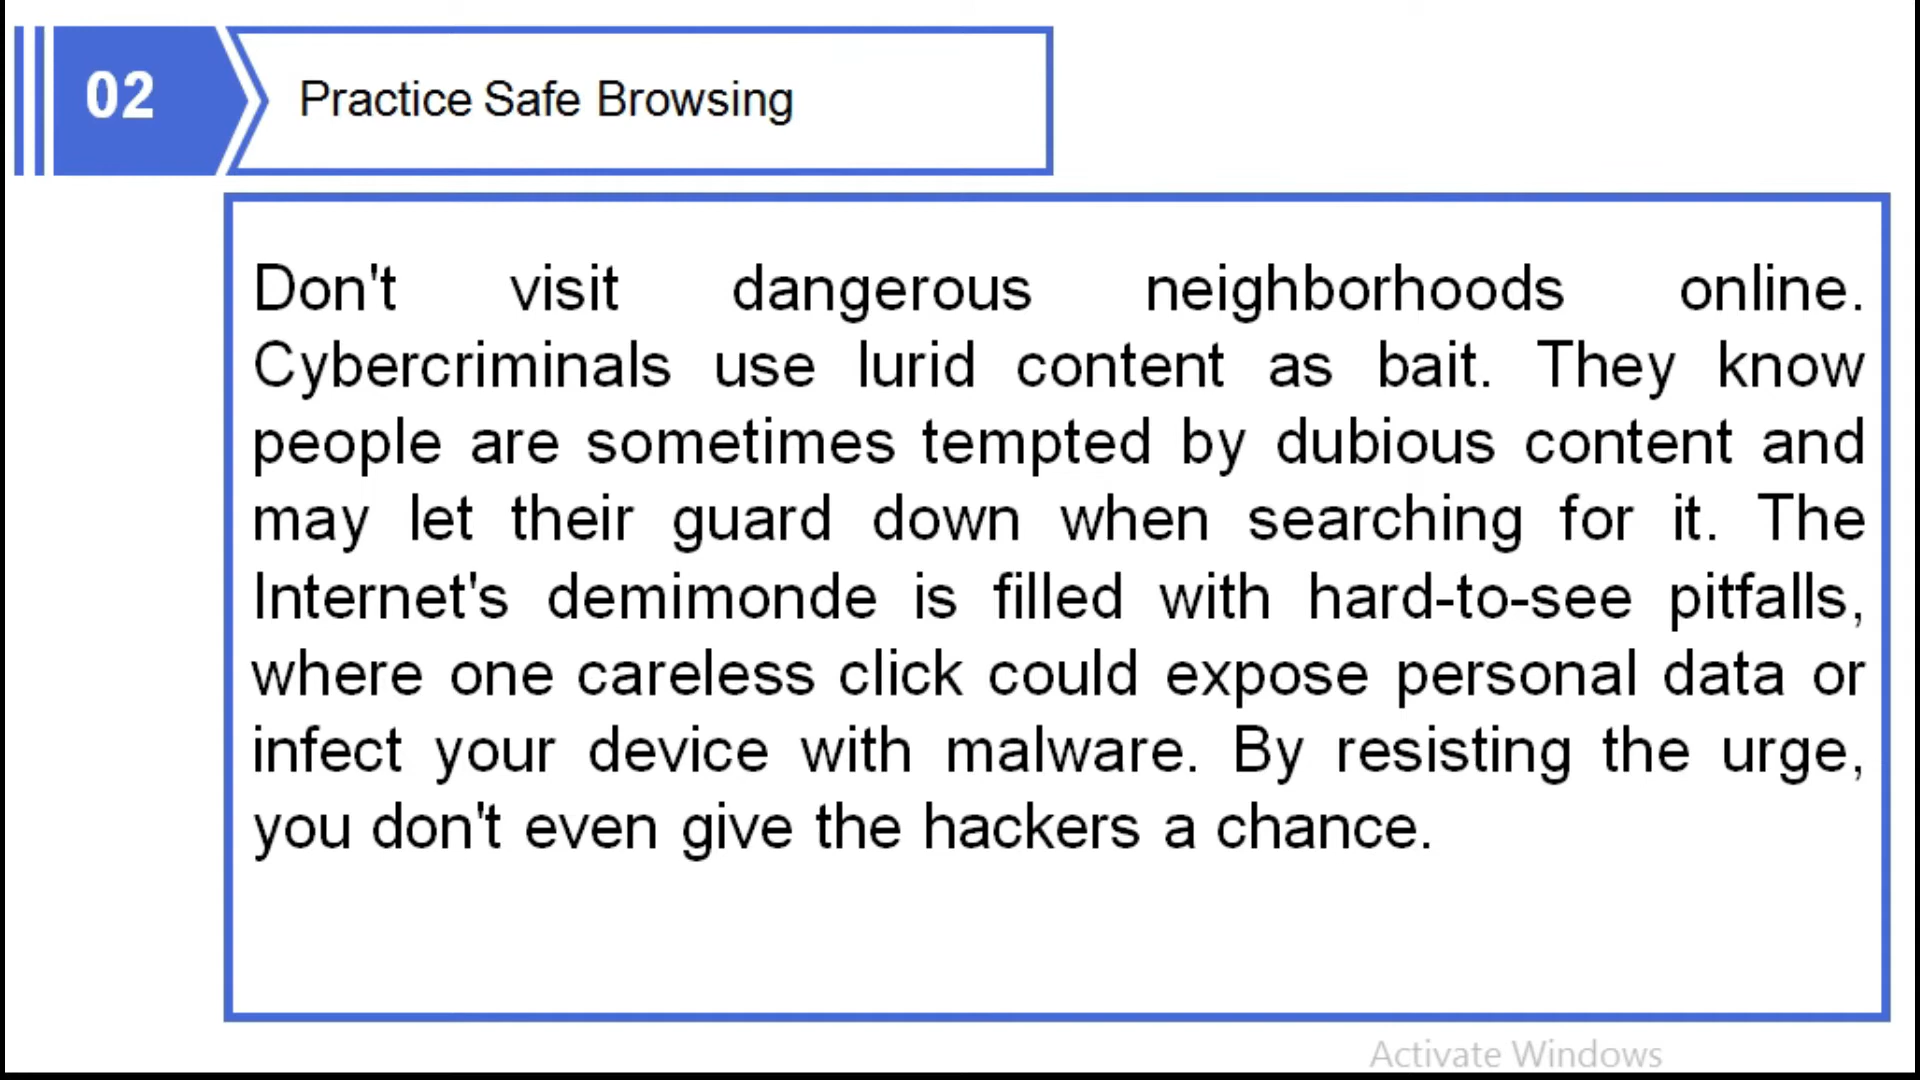 02
Practice Safe Browsing
Don't visit dangerous neighborhoods online.
Cybercriminals use lurid content as bait. They know
people are sometimes tempted by dubious content and
may let their guard down when searching for it. The
Internet's demimonde is filled with hard-to-see pitfalls,
where one careless click could expose personal data or
infect your device with malware. By resisting the urge,
you don't even give the hackers a chance.
Activate Windows